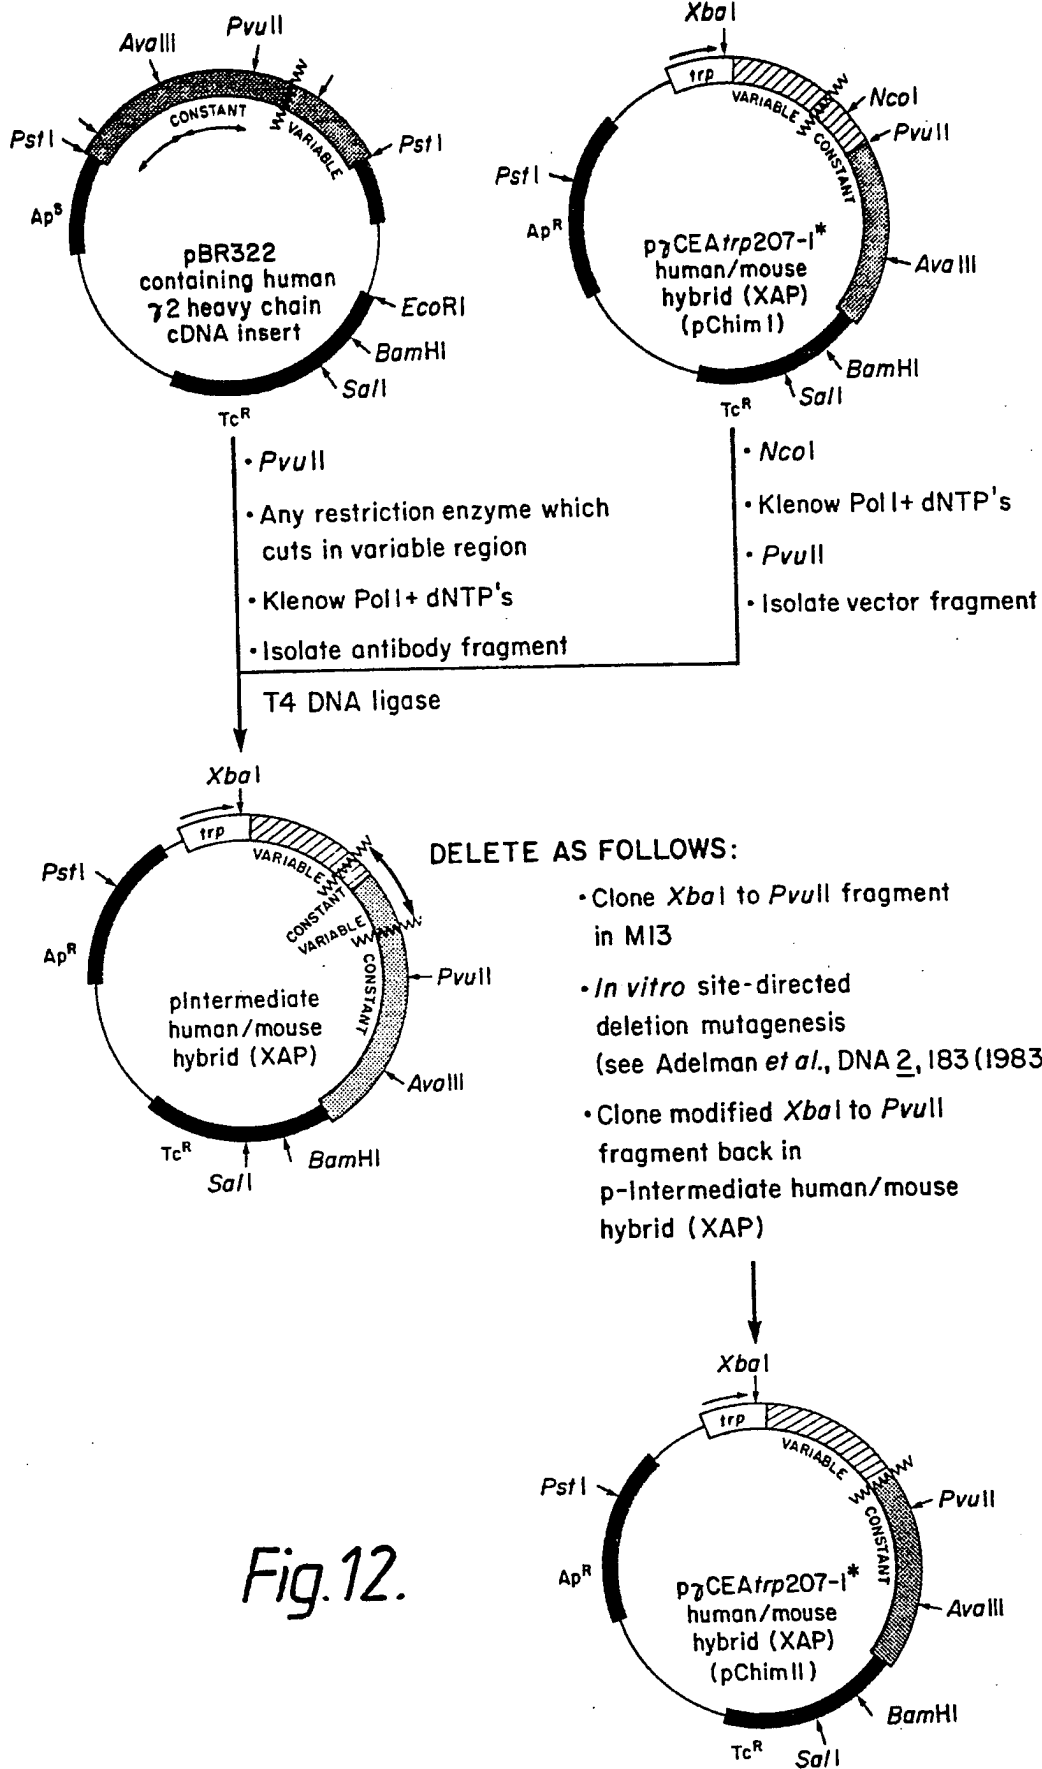 PvuII
AvaIII
PstI
CONSTANT
VARIABLE
PstI
ApS
pBR322
containing human
γ2 heavy chain
cDNA insert
EcoRI
BamHI
SalI
TcR
XbaI
trp
VARIABLE
NcoI
PvuII
CONSTANT
PstI
ApR
pγCEAtrp207-1*
human/mouse
hybrid (XAP)
(pChim1)
AvaIII
BamHI
SalI
TcR
• PvuII
• Any restriction enzyme which
cuts in variable region
• Klenow Pol I + dNTP's
• Isolate antibody fragment
• NcoI
• Klenow Pol I + dNTP's
• PvuII
• Isolate vector fragment
T4 DNA ligase
XbaI
trp
VARIABLE
PstI
CONSTANT
VARIABLE
ApR
CONSTANT
PvuII
pIntermediate
human/mouse
hybrid (XAP)
AvaIII
TcR
BamHI
SalI
DELETE AS FOLLOWS:
• Clone XbaI to PvuII fragment
in M13
• In vitro site-directed
deletion mutagenesis
(see Adelman et al., DNA 2, 183 (1983
• Clone modified XbaI to PvuII
fragment back in
p-Intermediate human/mouse
hybrid (XAP)
XbaI
trp
VARIABLE
PstI
PvuII
CONSTANT
ApR
pγCEAtrp207-1*
human/mouse
hybrid (XAP)
(pChimII)
AvaIII
BamHI
TcR
SalI
Fig.12.